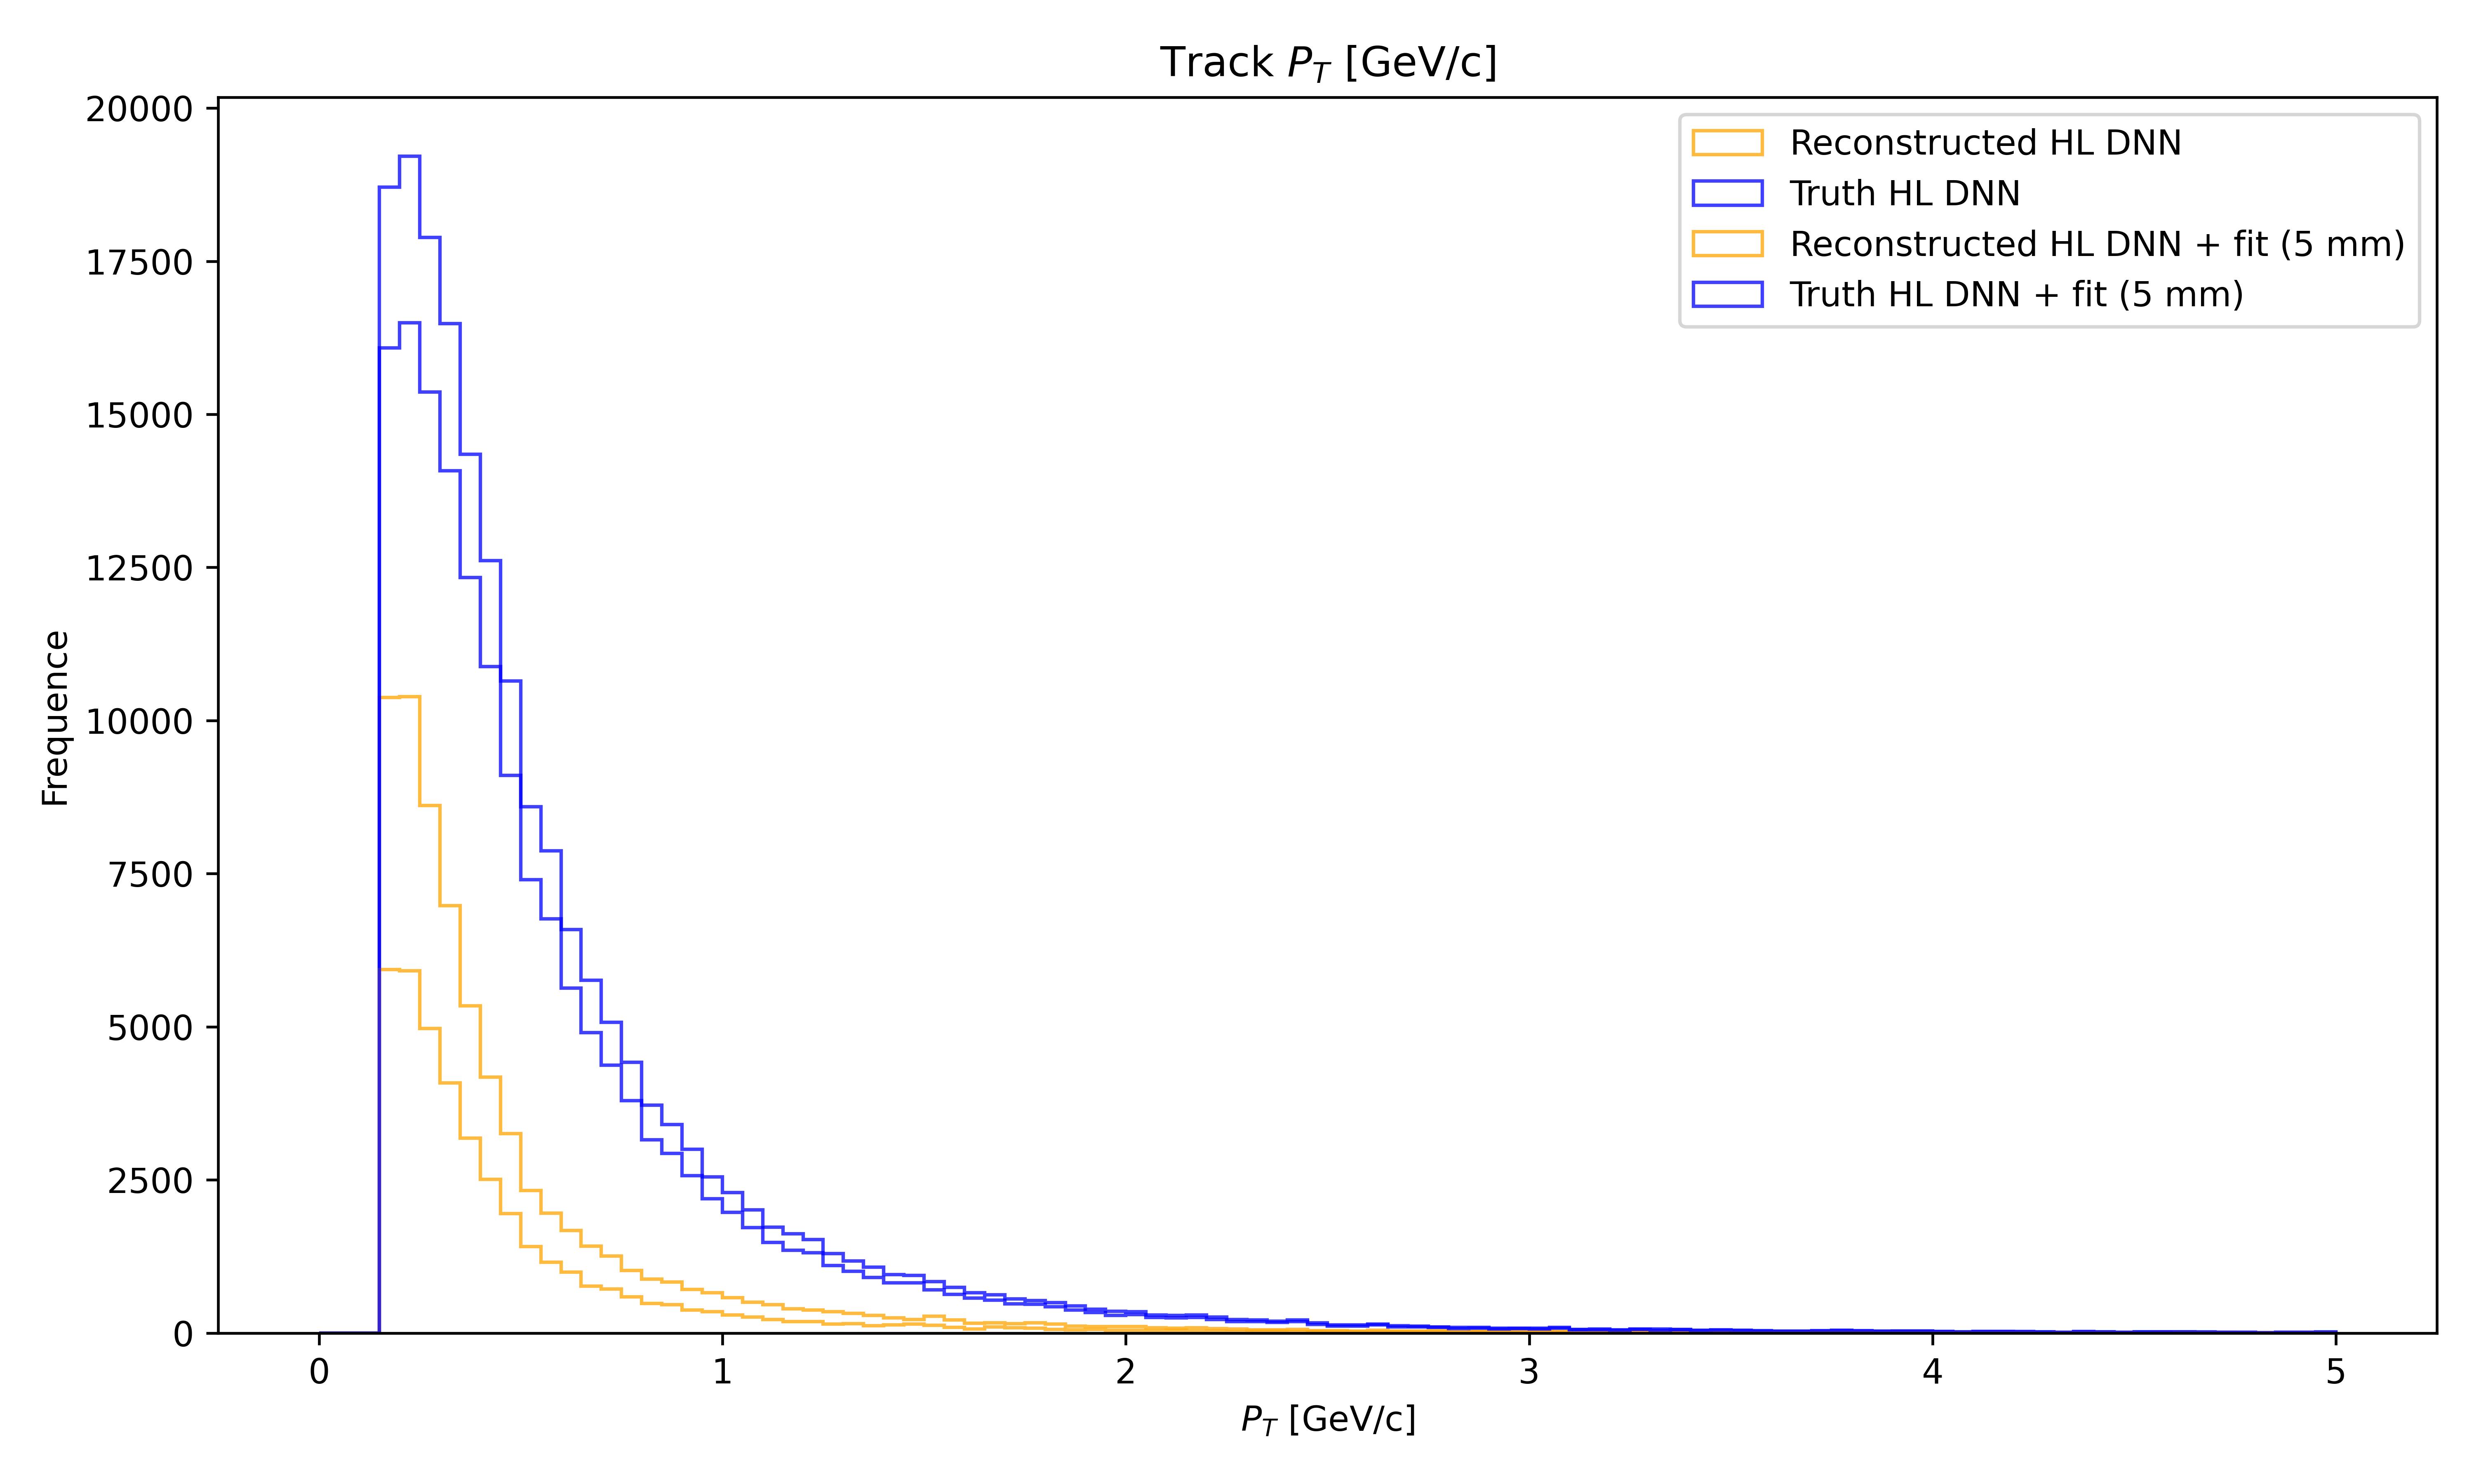 Track P_T [GeV/c]
20000
17500
15000
12500
10000
7500
5000
2500
0
Frequence
Reconstructed HL DNN
Truth HL DNN
Reconstructed HL DNN + fit (5 mm)
Truth HL DNN + fit (5 mm)
0 1 2 3 4 5
P_T [GeV/c]